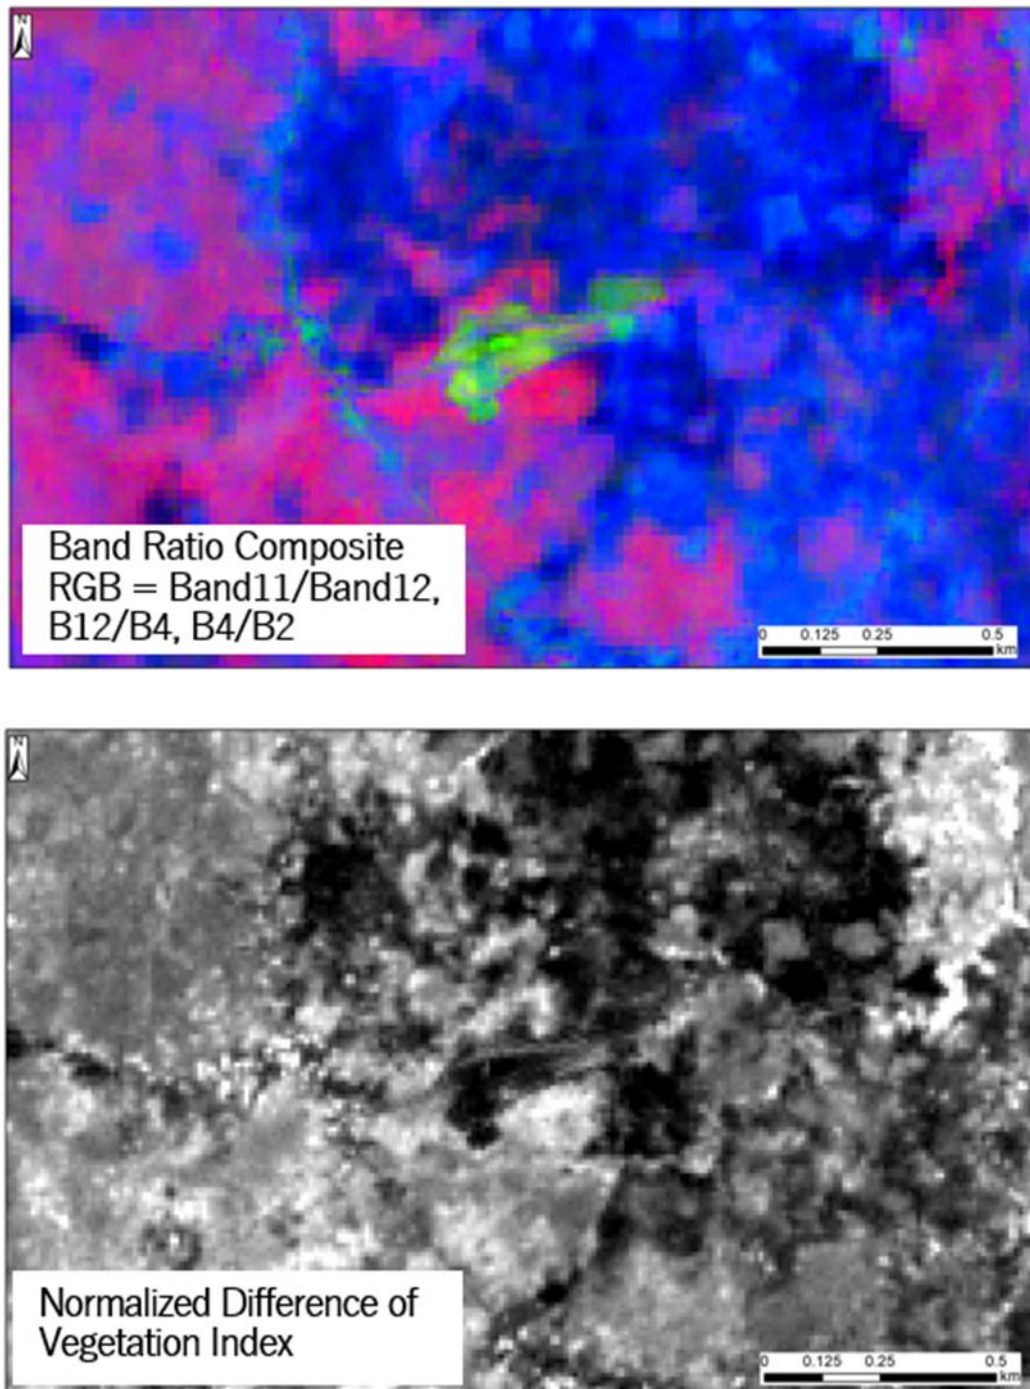 N
Band Ratio Composite
RGB = Band11/Band12,
B12/B4, B4/B2
0 0.125 0.25 0.5
km
N
Normalized Difference of
Vegetation Index
0 0.125 0.25 0.5
km